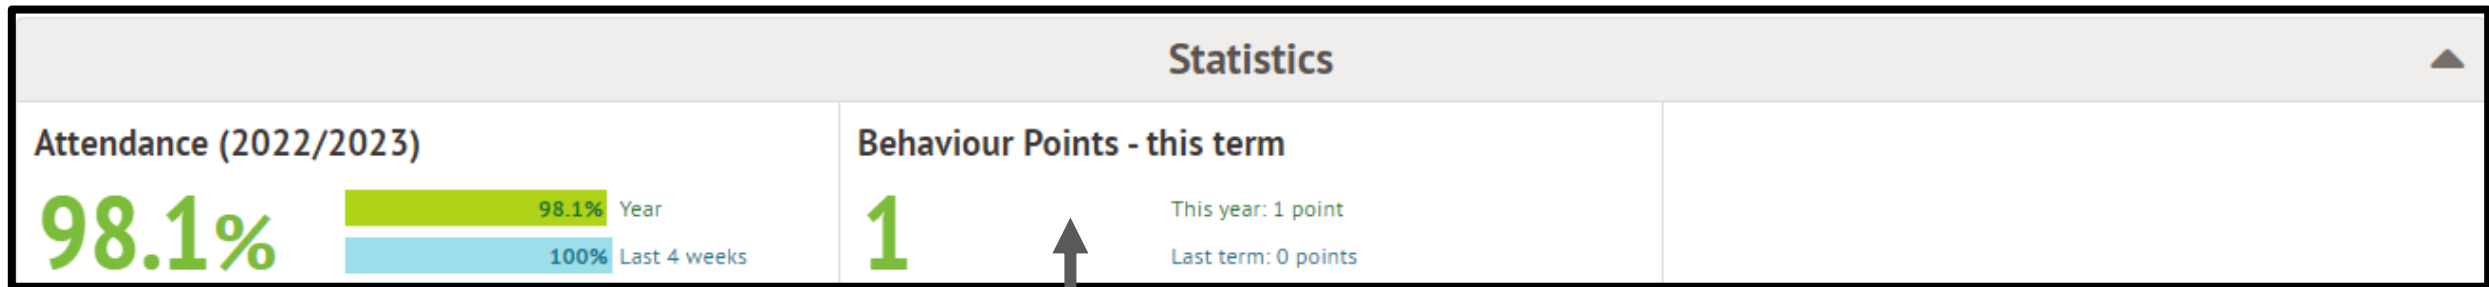 Statistics
Attendance (2022/2023)
98.1%
98.1% Year
100% Last 4 weeks
Behaviour Points - this term
1
This year: 1 point
Last term: 0 points